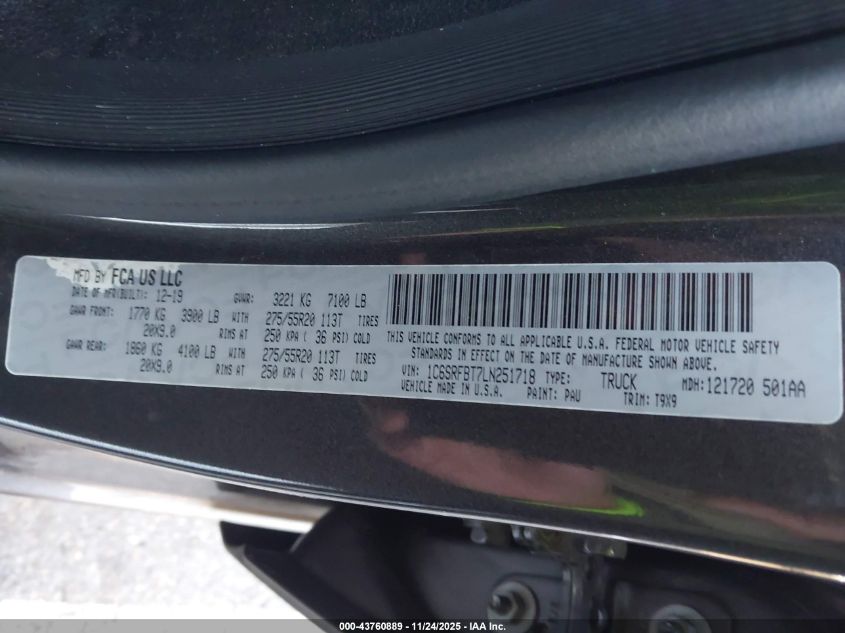 MFD BY FCA US LLC
DATE OF MFR(BUILT): 12-19 GVWR: 3221 KG 7100 LB
GAWR FRONT: 1770 KG 3900 LB WITH 275/55R20 113T TIRES
20X9.0 RIMS AT 250 KPA ( 36 PSI) COLD
GAWR REAR: 1860 KG 4100 LB WITH 275/55R20 113T TIRES
20X9.0 RIMS AT 250 KPA ( 36 PSI) COLD
THIS VEHICLE CONFORMS TO ALL APPLICABLE U.S.A. FEDERAL MOTOR VEHICLE SAFETY
STANDARDS IN EFFECT ON THE DATE OF MANUFACTURE SHOWN ABOVE.
VIN: 1C6SRFBT7LN251718 TYPE: TRUCK MDH: 121720 501AA
VEHICLE MADE IN U.S.A. PAINT: PAU TRIM: T9X9
000-43760889 - 11/24/2025 - IAA Inc.